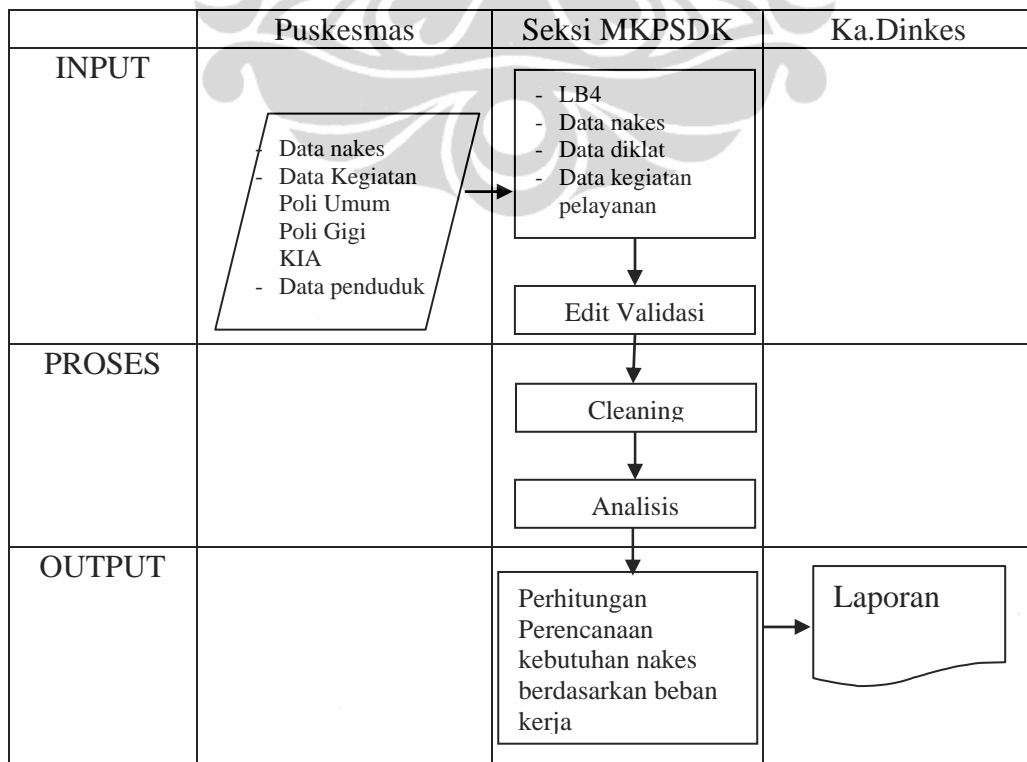 Puskesmas
Seksi MKPSDK
Ka.Dinkes
INPUT
- Data nakes
- Data Kegiatan
Poli Umum
Poli Gigi
KIA
- Data penduduk
- LB4
- Data nakes
- Data diklat
- Data kegiatan
pelayanan
Edit Validasi
PROSES
Cleaning
Analisis
OUTPUT
Perhitungan
Perencanaan
kebutuhan nakes
berdasarkan beban
kerja
Laporan